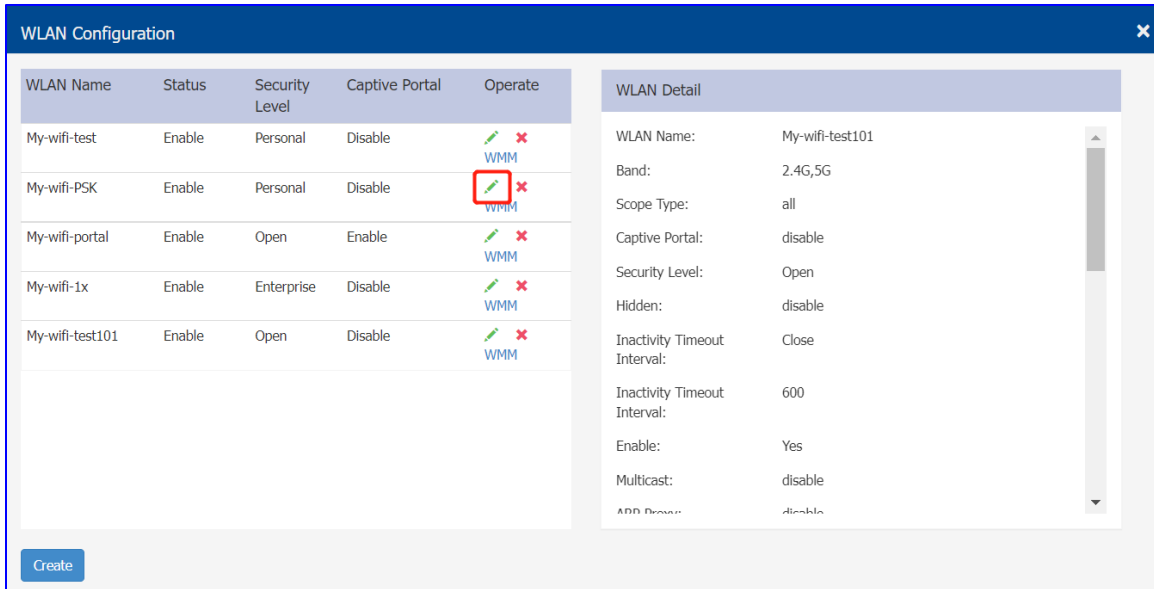 WLAN Configuration
WLAN Name Status Security Level Captive Portal Operate
My-wifi-test Enable Personal Disable
WMM
My-wifi-PSK Enable Personal Disable
WMM
My-wifi-portal Enable Open Enable
WMM
My-wifi-1x Enable Enterprise Disable
WMM
My-wifi-test101 Enable Open Disable
WMM
Create
WLAN Detail
WLAN Name: My-wifi-test101
Band: 2.4G,5G
Scope Type: all
Captive Portal: disable
Security Level: Open
Hidden: disable
Inactivity Timeout Interval: Close
Inactivity Timeout Interval: 600
Enable: Yes
Multicast: disable
ARP Proxy: disable